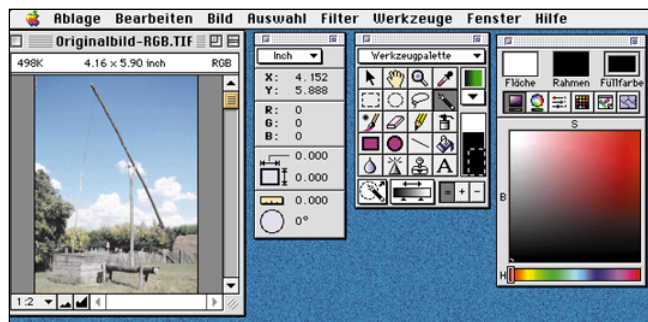 Ablage Bearbeiten Bild Auswahl Filter Werkzeuge Fenster Hilfe
Originalbild-RGB.TIF
498K 4.16 x 5.90 inch RGB
1:2
Inch
X: 4.152
Y: 5.888
R: 0
G: 0
B: 0
0.000
0.000
0.000
0°
Werkzeugpalette
A
= + -
Fläche Rahmen Füllfarbe
S
B
H